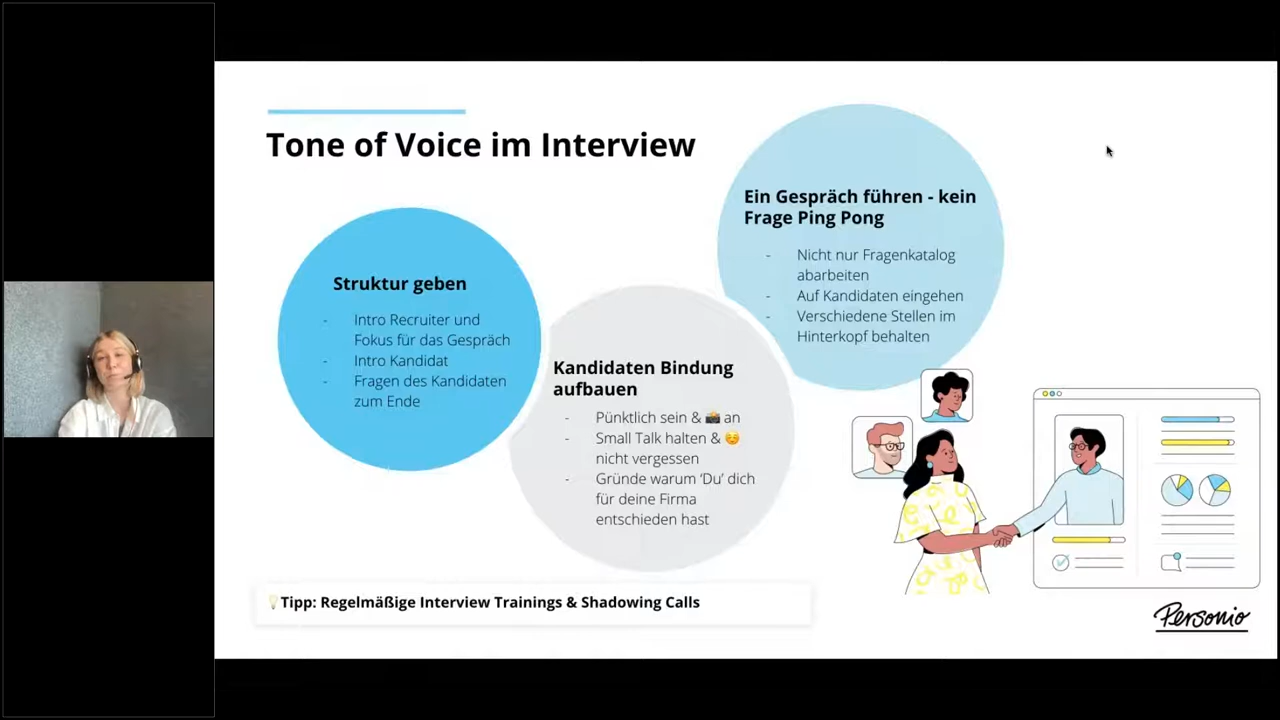 Tone of Voice im Interview
Struktur geben
- Intro Recruiter und
Fokus für das Gespräch
- Intro Kandidat
- Fragen des Kandidaten
zum Ende
Kandidaten Bindung
aufbauen
- Pünktlich sein & 📸 an
- Small Talk halten & ☺️
nicht vergessen
- Gründe warum ‘Du’ dich
für deine Firma
entschieden hast
Ein Gespräch führen - kein
Frage Ping Pong
- Nicht nur Fragenkatalog
abarbeiten
- Auf Kandidaten eingehen
- Verschiedene Stellen im
Hinterkopf behalten
💡Tipp: Regelmäßige Interview Trainings & Shadowing Calls
Personio